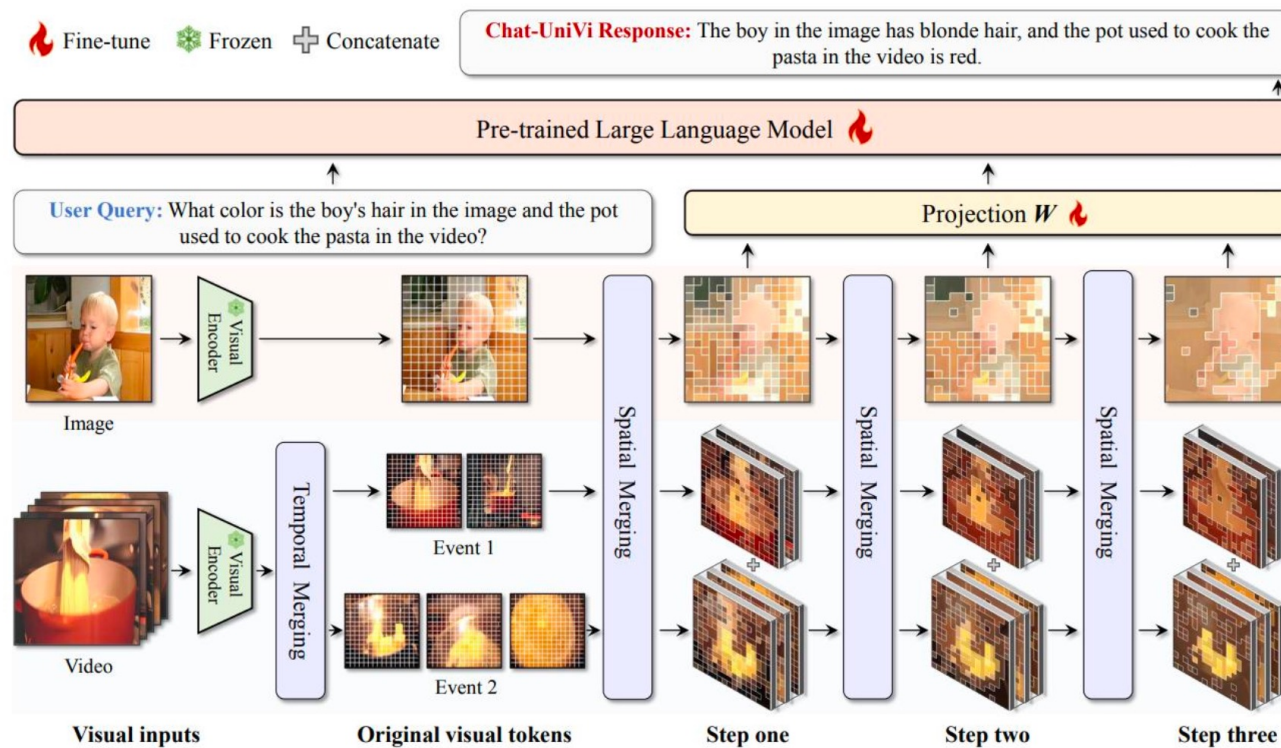 Fine-tune Frozen Concatenate
Chat-UniVi Response: The boy in the image has blonde hair, and the pot used to cook the
pasta in the video is red.
Pre-trained Large Language Model
User Query: What color is the boy's hair in the image and the pot
used to cook the pasta in the video?
Projection W
Visual
Encoder
Image
Spatial Merging
Spatial Merging
Spatial Merging
Visual
Encoder
Video
Temporal Merging
Event 1
Event 2
Visual inputs Original visual tokens Step one Step two Step three